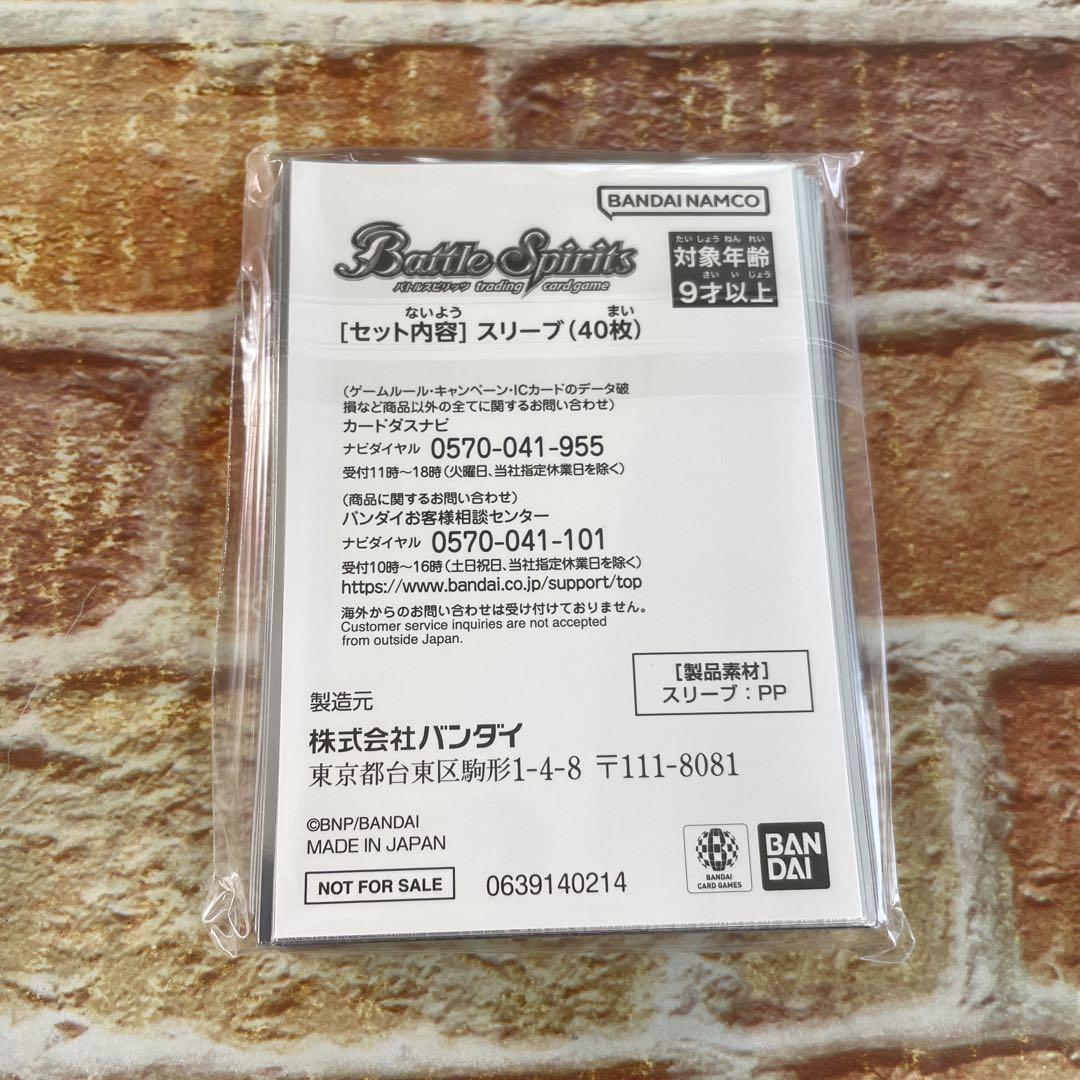 BANDAI NAMCO
Battle Spirits
バトルスピリッツ trading card game
たいしょうねんれい
対象年齢
さいいじょう
9才以上
ないよう まい
[セット内容] スリーブ(40枚)
(ゲームルール・キャンペーン・ICカードのデータ破
損など商品以外の全てに関するお問い合わせ)
カードダスナビ
ナビダイヤル 0570-041-955
受付11時〜18時(火曜日、当社指定休業日を除く)
(商品に関するお問い合わせ)
バンダイお客様相談センター
ナビダイヤル 0570-041-101
受付10時〜16時(土日祝日、当社指定休業日を除く)
https://www.bandai.co.jp/support/top
海外からのお問い合わせは受け付けておりません。
Customer service inquiries are not accepted
from outside Japan.
[製品素材]
スリーブ:PP
製造元
株式会社バンダイ
東京都台東区駒形1-4-8 〒111-8081
©BNP/BANDAI
MADE IN JAPAN
NOT FOR SALE 0639140214
BANDAI
CARD GAMES
BAN
DAI